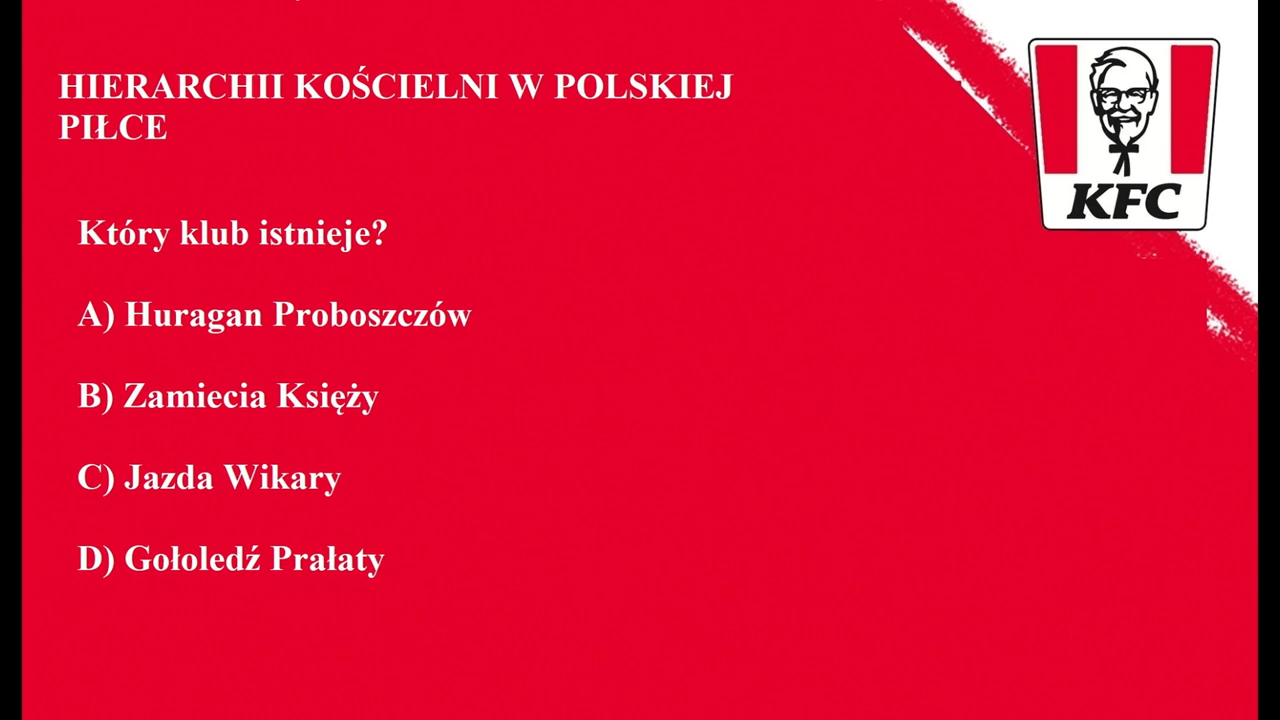 HIERARCHII KOŚCIELNI W POLSKIEJ
PIŁCE
KFC
Który klub istnieje?
A) Huragan Proboszczów
B) Zamiecia Księży
C) Jazda Wikary
D) Gołoledź Prałaty